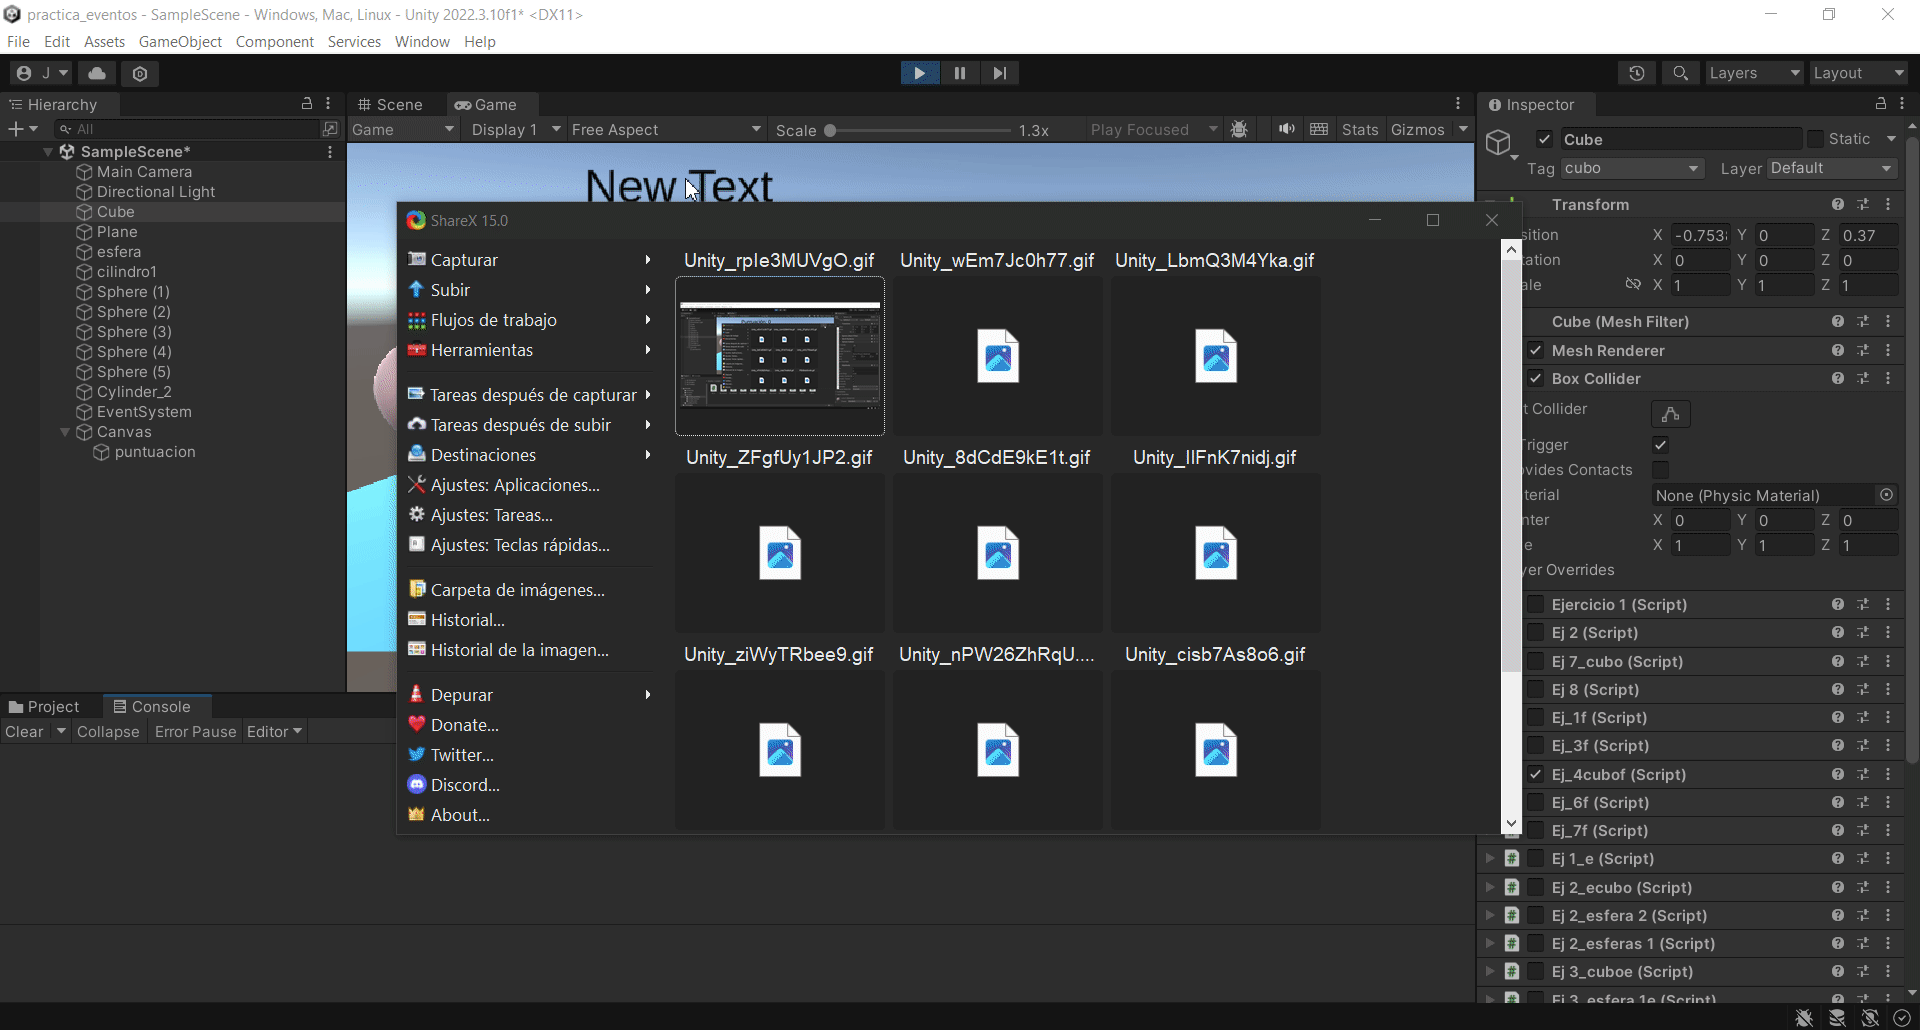 practica_eventos - SampleScene - Windows, Mac, Linux - Unity 2022.3.10f1* <DX11>
File Edit Assets GameObject Component Services Window Help
J Layers Layout
Hierarchy
All
SampleScene*
Main Camera
Directional Light
Cube
Plane
esfera
cilindro1
Sphere (1)
Sphere (2)
Sphere (3)
Sphere (4)
Sphere (5)
Cylinder_2
EventSystem
Canvas
puntuacion
Scene Game
Game Display 1 Free Aspect Scale 1.3x Play Focused Stats Gizmos
New Text
ShareX 15.0
Capturar
Subir
Flujos de trabajo
Herramientas
Tareas después de capturar
Tareas después de subir
Destinaciones
Ajustes: Aplicaciones...
Ajustes: Tareas...
Ajustes: Teclas rápidas...
Carpeta de imágenes...
Historial...
Historial de la imagen...
Depurar
Donate...
Twitter...
Discord...
About...
Unity_rple3MUVgO.gif Unity_wEm7Jc0h77.gif Unity_LbmQ3M4Yka.gif
Unity_ZFgfUy1JP2.gif Unity_8dCdE9kE1t.gif Unity_IIFnK7nidj.gif
Unity_ziWyTRbee9.gif Unity_nPW26ZhRqU.... Unity_cisb7As8o6.gif
Project Console
Clear Collapse Error Pause Editor
Inspector
Cube Static
Tag cubo Layer Default
Transform
sition X -0.753 Y 0 Z 0.37
ation X 0 Y 0 Z 0
ale X 1 Y 1 Z 1
Cube (Mesh Filter)
Mesh Renderer
Box Collider
t Collider
Trigger
ovides Contacts
terial None (Physic Material)
nter X 0 Y 0 Z 0
e X 1 Y 1 Z 1
yer Overrides
Ejercicio 1 (Script)
Ej 2 (Script)
Ej 7_cubo (Script)
Ej 8 (Script)
Ej_1f (Script)
Ej_3f (Script)
Ej_4cubof (Script)
Ej_6f (Script)
Ej_7f (Script)
Ej 1_e (Script)
Ej 2_ecubo (Script)
Ej 2_esfera 2 (Script)
Ej 2_esferas 1 (Script)
Ej 3_cuboe (Script)
Ej 3_esfera 1e (Script)